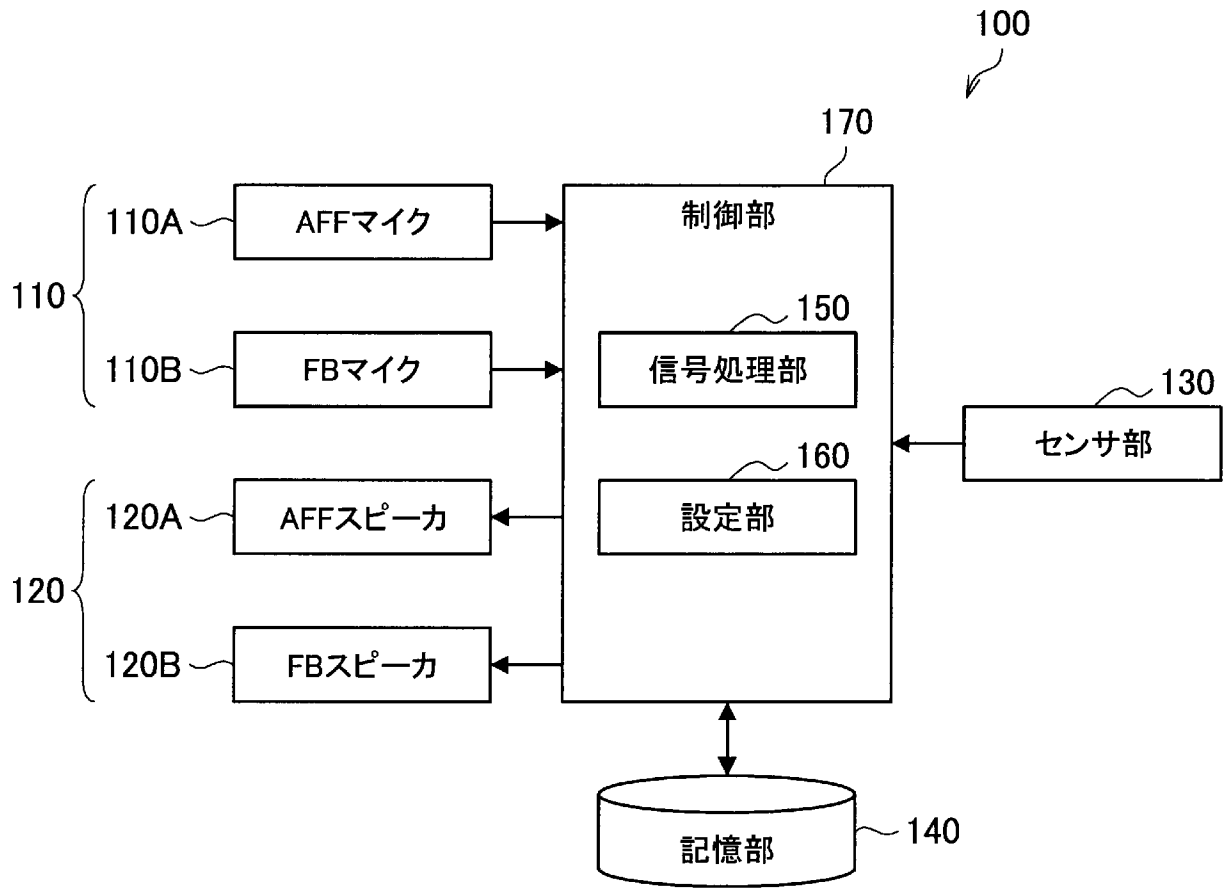 100
170
110
110A
AFFマイク
制御部
110B
FBマイク
150
信号処理部
130
センサ部
120
120A
AFFスピーカ
160
設定部
120B
FBスピーカ
記憶部
140